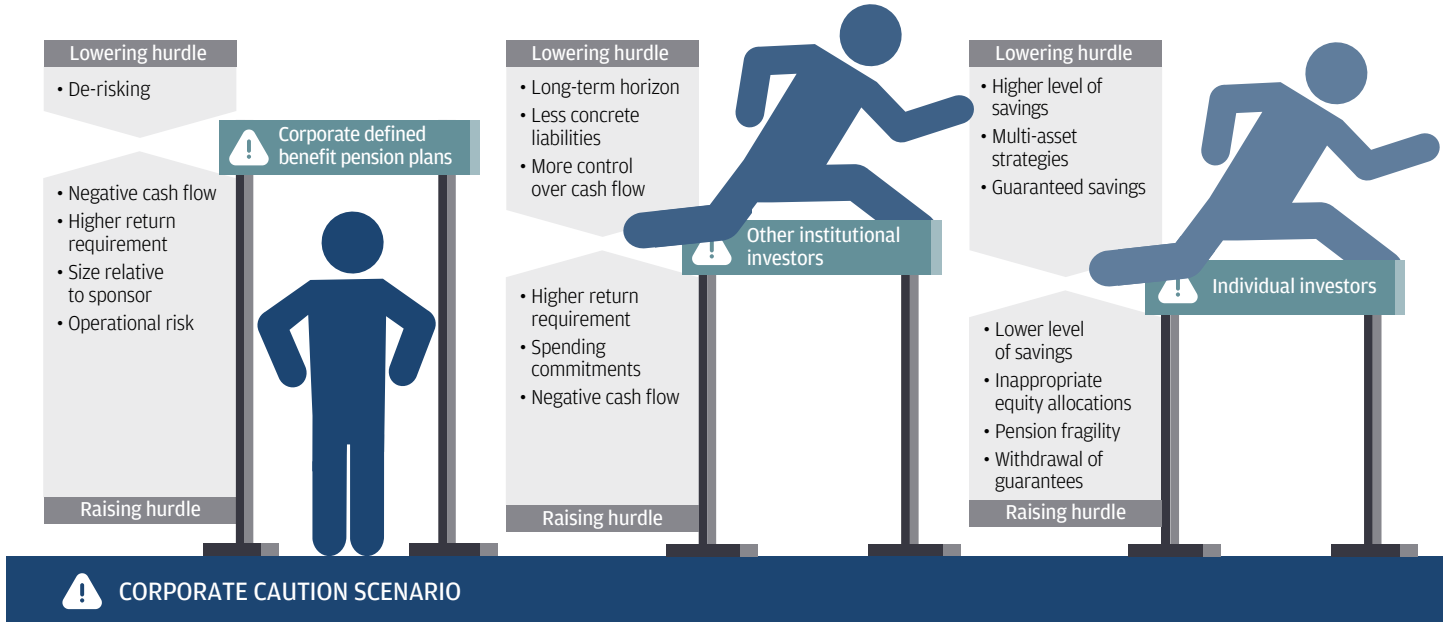 Lowering hurdle
• De-risking
Corporate defined
benefit pension plans
• Negative cash flow
• Higher return
requirement
• Size relative
to sponsor
• Operational risk
Raising hurdle
Lowering hurdle
• Long-term horizon
• Less concrete
liabilities
• More control
over cash flow
Other institutional
investors
• Higher return
requirement
• Spending
commitments
• Negative cash flow
Raising hurdle
Lowering hurdle
• Higher level of
savings
• Multi-asset
strategies
• Guaranteed savings
Individual investors
• Lower level
of savings
• Inappropriate
equity allocations
• Pension fragility
• Withdrawal of
guarantees
Raising hurdle
CORPORATE CAUTION SCENARIO